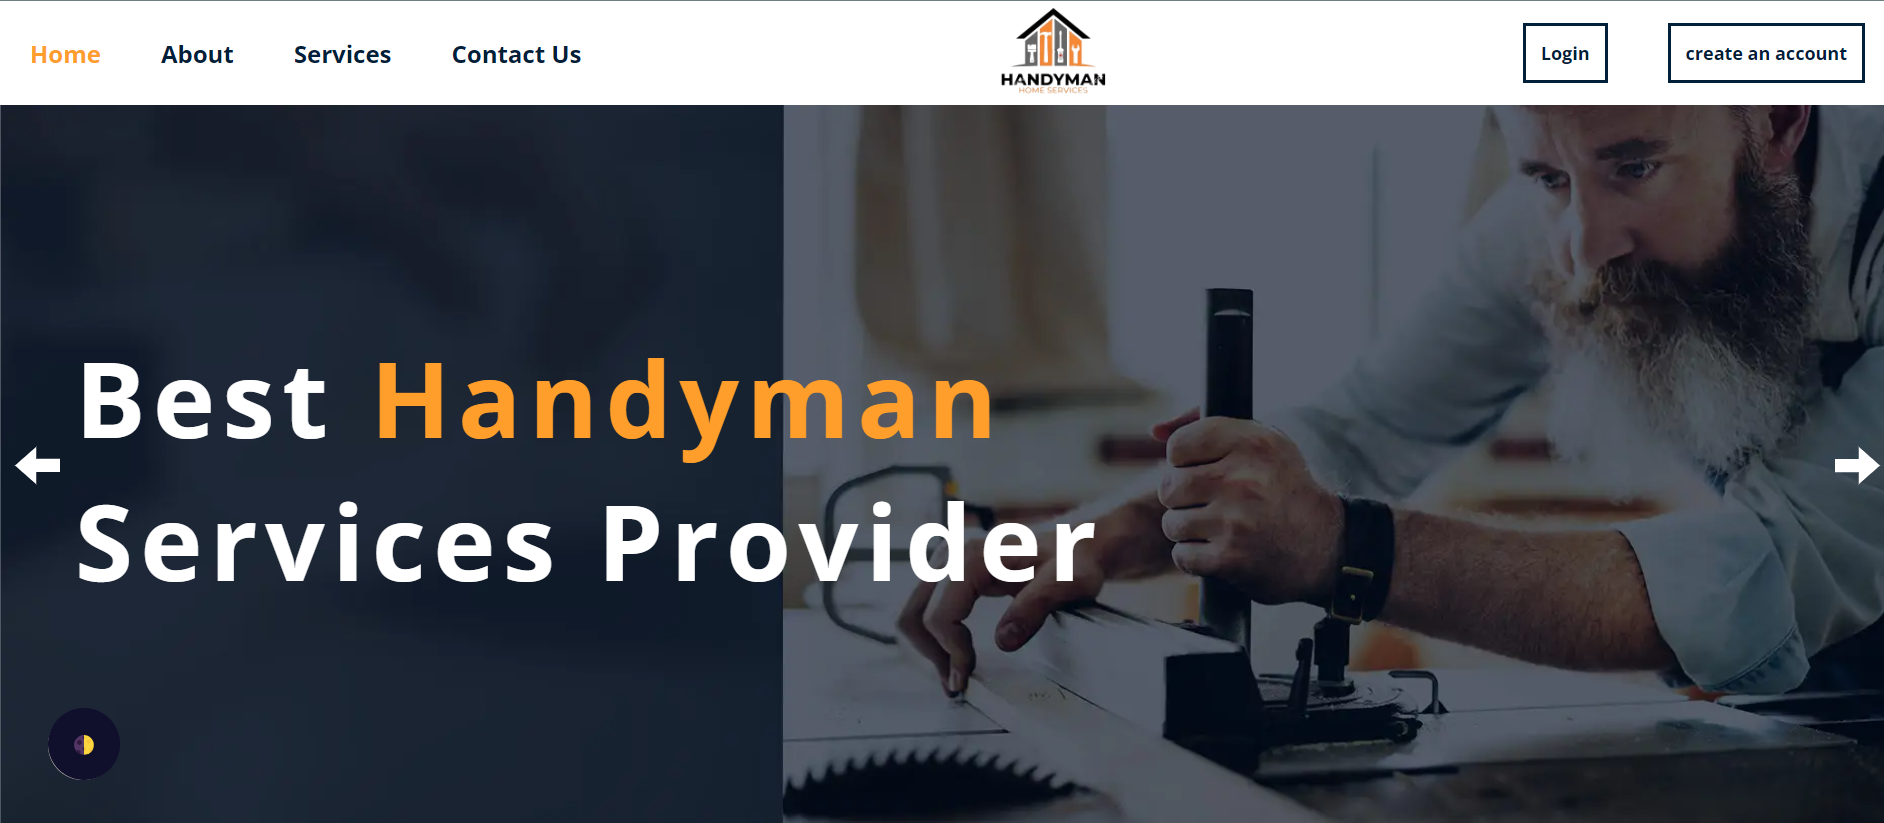 Home About Services Contact Us
HANDYMAN
HOME SERVICES
Login
create an account
Best Handyman
Services Provider